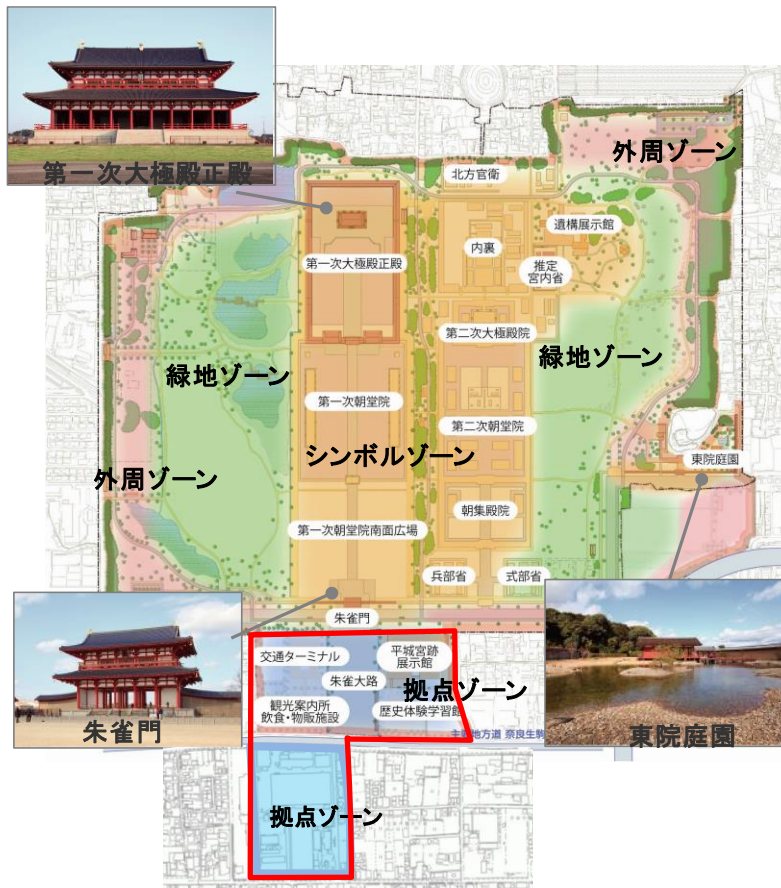 第一次大極殿正殿
外周ゾーン
北方官衛
遺構展示館
内裏
第一次大極殿正殿
推定
宮内省
第二次大極殿院
緑地ゾーン
緑地ゾーン
第一次朝堂院
第二次朝堂院
シンボルゾーン
東院庭園
外周ゾーン
朝集殿院
第一次朝堂院南面広場
兵部省
式部省
朱雀門
交通ターミナル
平城宮跡
展示館
朱雀大路
拠点ゾーン
観光案内所
飲食・物販施設
歴史体験学習館
朱雀門
東院庭園
地方道 奈良生駒
拠点ゾーン